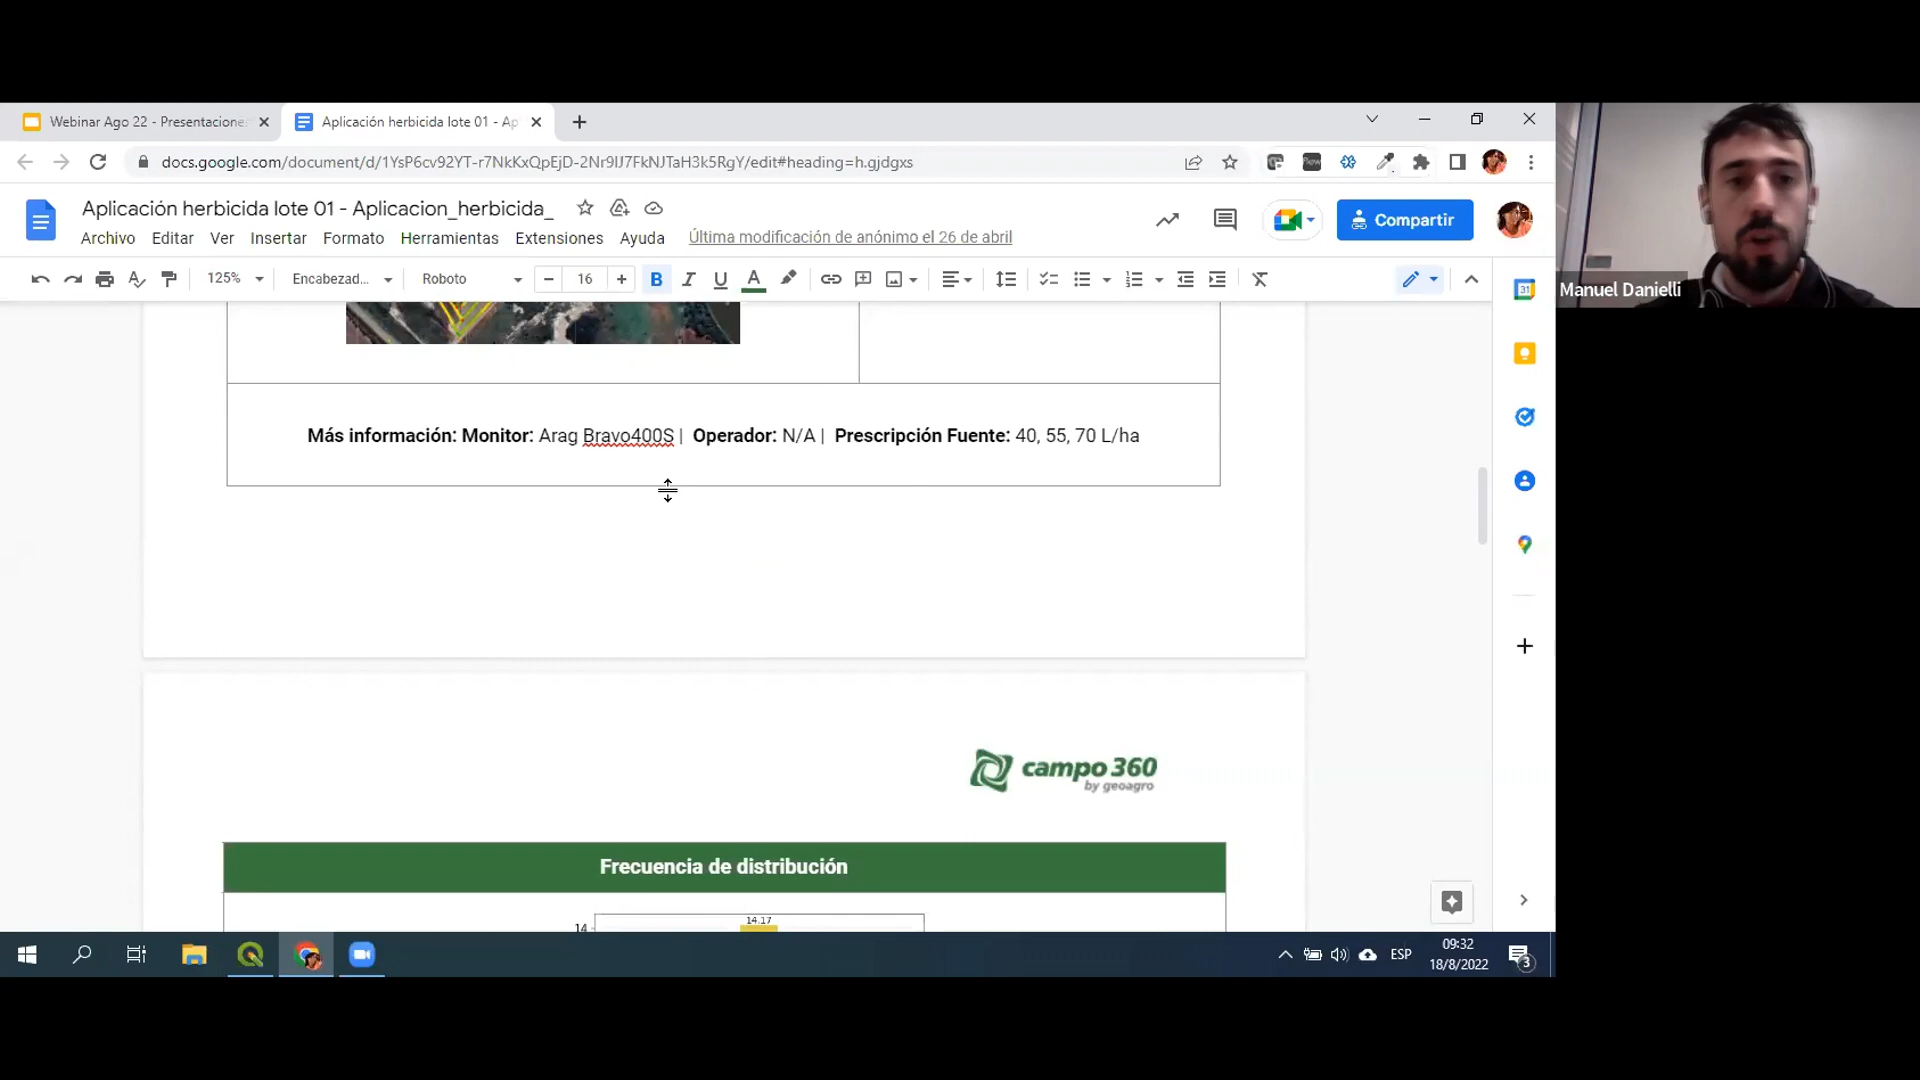 Webinar Ago 22 - Presentacione
Aplicación herbicida lote 01 - Ap
docs.google.com/document/d/1YsP6cv92YT-r7NkKxQpEjD-2Nr9IJ7FkNJTaH3k5RgY/edit#heading=h.gjdgxs
Aplicación herbicida lote 01 - Aplicacion_herbicida_
Archivo Editar Ver Insertar Formato Herramientas Extensiones Ayuda Última modificación de anónimo el 26 de abril
Compartir
125% Encabezad... Roboto 16
Manuel Danielli
Más información: Monitor: Arag Bravo400S | Operador: N/A | Prescripción Fuente: 40, 55, 70 L/ha
campo 360
by geoagro
Frecuencia de distribución
14.17
14
ESP
09:32
18/8/2022
3